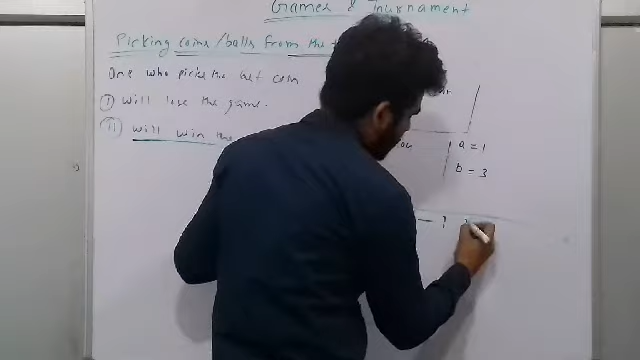 Games & Tournament
Picking coins/balls from the
One who picks the last coin
I will lose the game.
II will win the
a = 1
b = 3